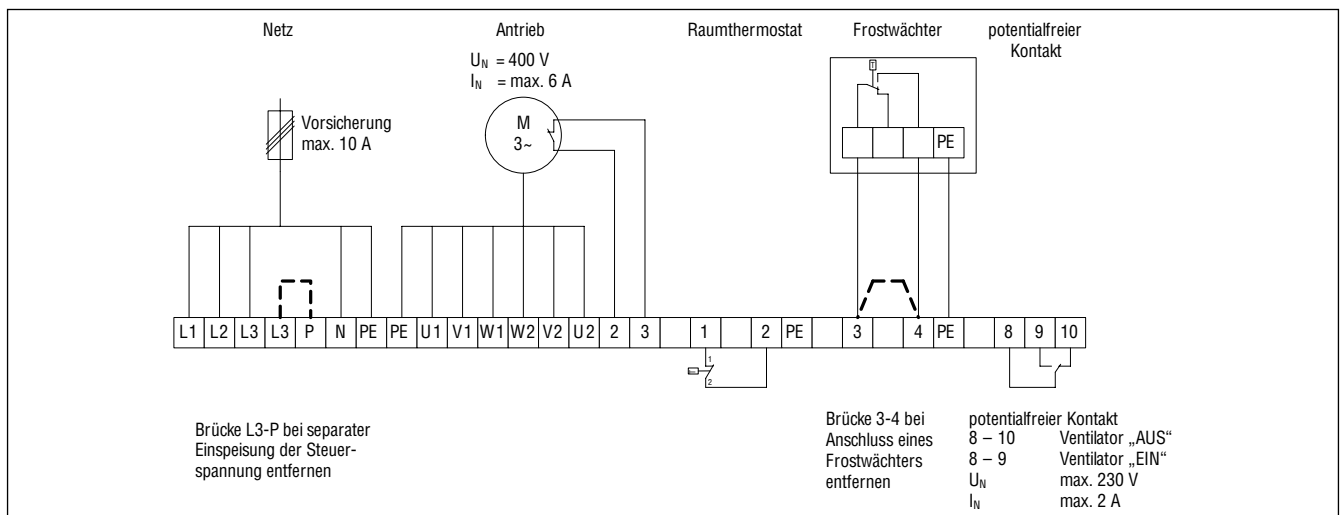 Netz
Antrieb
Raumthermostat
Frostwächter
potentialfreier
Kontakt
U_N = 400 V
I_N = max. 6 A
Vorsicherung
max. 10 A
M
3~
T
PE
L1 L2 L3 L3 P N PE PE U1 V1 W1 W2 V2 U2 2 3 1 2 PE 3 4 PE 8 9 10
1
2
Brücke L3-P bei separater
Einspeisung der Steuer-
spannung entfernen
Brücke 3-4 bei
Anschluss eines
Frostwächters
entfernen
potentialfreier Kontakt
8 – 10 Ventilator „AUS“
8 – 9 Ventilator „EIN“
U_N max. 230 V
I_N max. 2 A